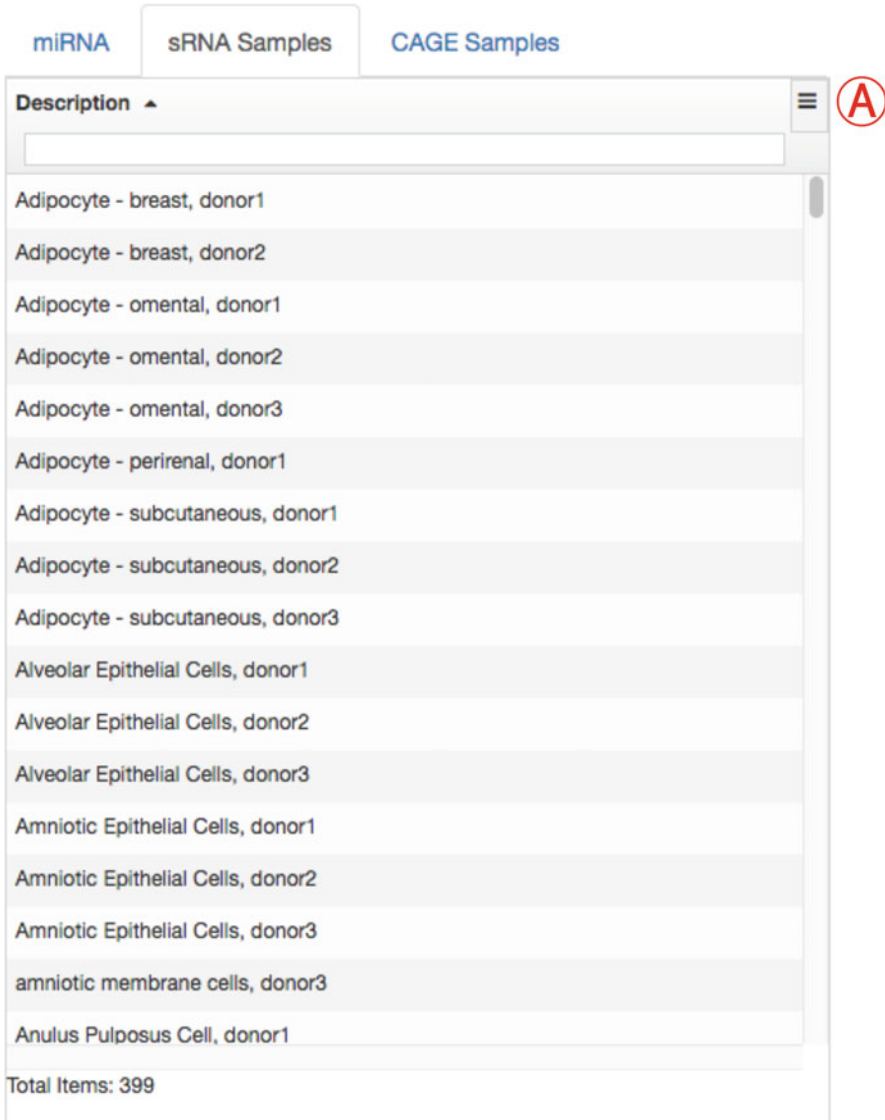 miRNA sRNA Samples CAGE Samples
Description ▲ ≡ Ⓐ
Adipocyte - breast, donor1
Adipocyte - breast, donor2
Adipocyte - omental, donor1
Adipocyte - omental, donor2
Adipocyte - omental, donor3
Adipocyte - perirenal, donor1
Adipocyte - subcutaneous, donor1
Adipocyte - subcutaneous, donor2
Adipocyte - subcutaneous, donor3
Alveolar Epithelial Cells, donor1
Alveolar Epithelial Cells, donor2
Alveolar Epithelial Cells, donor3
Amniotic Epithelial Cells, donor1
Amniotic Epithelial Cells, donor2
Amniotic Epithelial Cells, donor3
amniotic membrane cells, donor3
Anulus Pulposus Cell, donor1
Total Items: 399